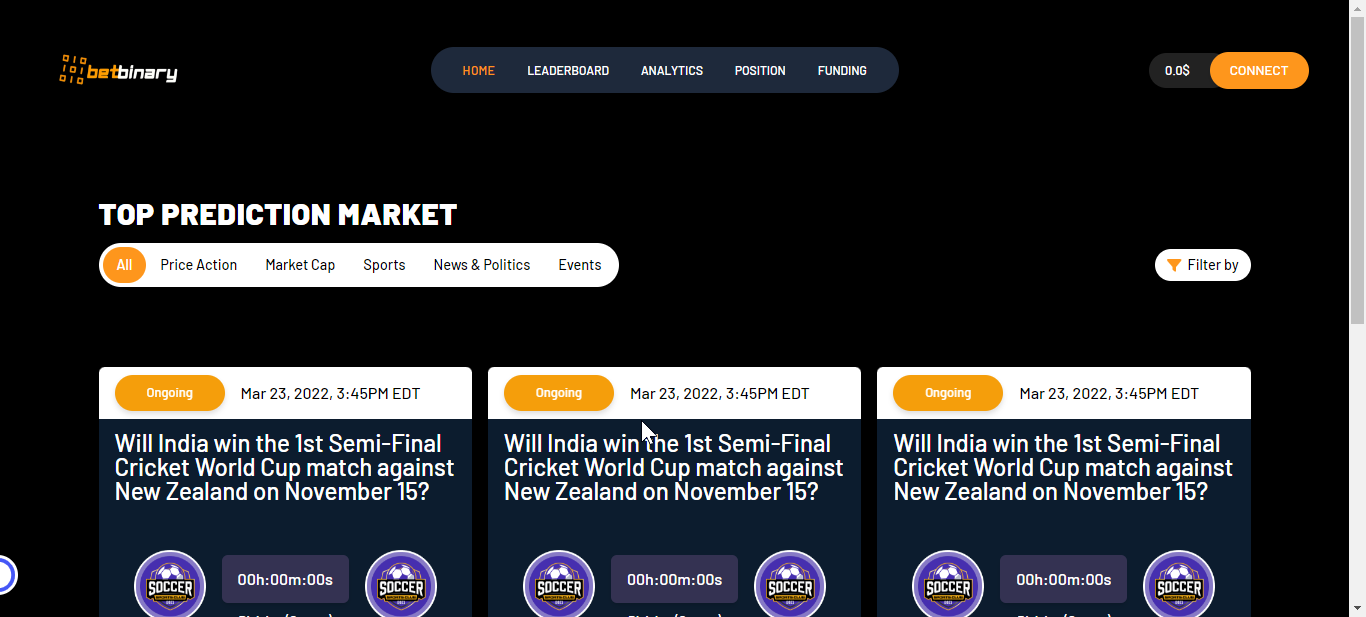 betbinary
HOME LEADERBOARD ANALYTICS POSITION FUNDING
0.0$ CONNECT
TOP PREDICTION MARKET
All Price Action Market Cap Sports News & Politics Events
Filter by
Ongoing Mar 23, 2022, 3:45PM EDT
Will India win the 1st Semi-Final
Cricket World Cup match against
New Zealand on November 15?
SOCCER
00h:00m:00s
SOCCER
Ongoing Mar 23, 2022, 3:45PM EDT
Will India win the 1st Semi-Final
Cricket World Cup match against
New Zealand on November 15?
SOCCER
00h:00m:00s
SOCCER
Ongoing Mar 23, 2022, 3:45PM EDT
Will India win the 1st Semi-Final
Cricket World Cup match against
New Zealand on November 15?
SOCCER
00h:00m:00s
SOCCER